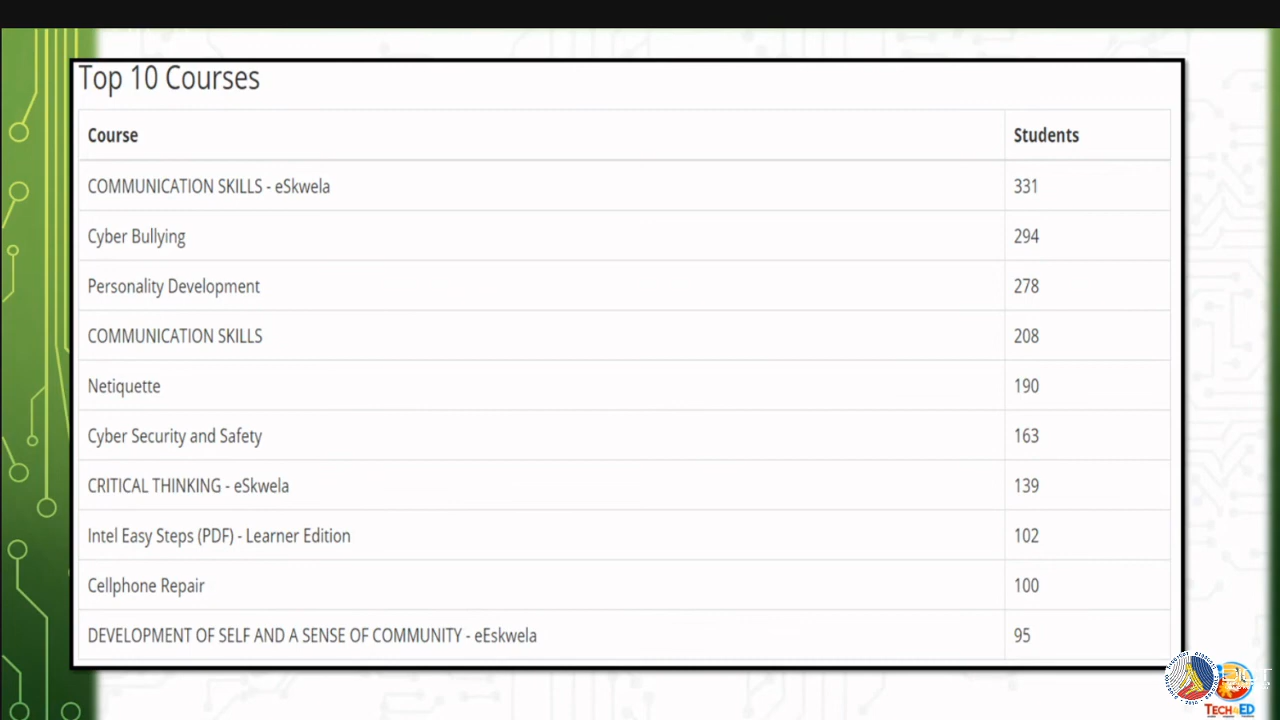 Top 10 Courses
Course Students
COMMUNICATION SKILLS - eSkwela 331
Cyber Bullying 294
Personality Development 278
COMMUNICATION SKILLS 208
Netiquette 190
Cyber Security and Safety 163
CRITICAL THINKING - eSkwela 139
Intel Easy Steps (PDF) - Learner Edition 102
Cellphone Repair 100
DEVELOPMENT OF SELF AND A SENSE OF COMMUNITY - eEskwela 95
TECH4ED